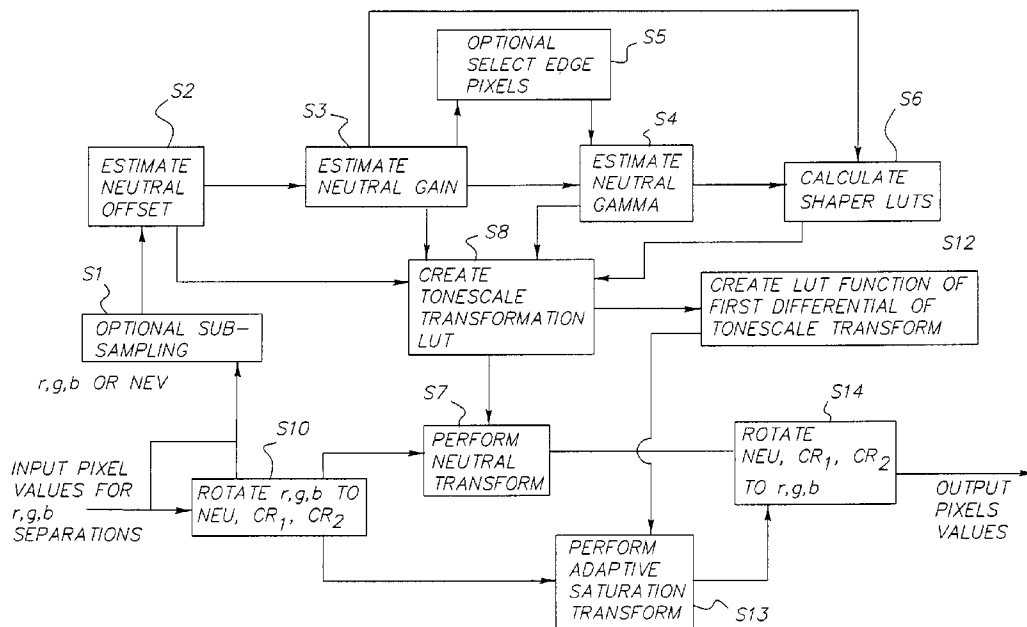 S5
OPTIONAL
SELECT EDGE
PIXELS
S2
S3
S4
S6
ESTIMATE
NEUTRAL
OFFSET
ESTIMATE
NEUTRAL GAIN
ESTIMATE
NEUTRAL
GAMMA
CALCULATE
SHAPER LUTS
S1
S8
S12
OPTIONAL SUB-
SAMPLING
CREATE
TONESCALE
TRANSFORMATION
LUT
CREATE LUT FUNCTION OF
FIRST DIFFERENTIAL OF
TONESCALE TRANSFORM
r,g,b OR NEV
S10
S7
S14
INPUT PIXEL
VALUES FOR
r,g,b
SEPARATIONS
ROTATE r,g,b TO
NEU, CR₁, CR₂
PERFORM
NEUTRAL
TRANSFORM
ROTATE
NEU, CR₁, CR₂
TO r,g,b
OUTPUT
PIXELS
VALUES
PERFORM
ADAPTIVE
SATURATION
TRANSFORM
S13